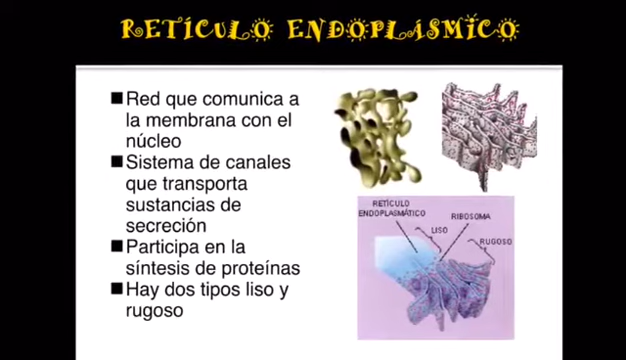 RETÍCULO ENDOPLÁSMÍCO
■ Red que comunica a
la membrana con el
núcleo
■ Sistema de canales
que transporta
sustancias de
secreción
■ Participa en la
síntesis de proteínas
■ Hay dos tipos liso y
rugoso
RETÍCULO
ENDOPLASMÁTICO
RIBOSOMA
LISO
RUGOSO